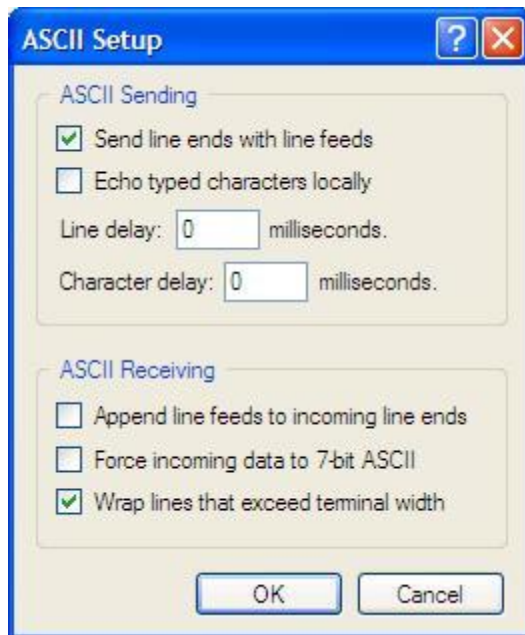 ASCII Setup
ASCII Sending
Send line ends with line feeds
Echo typed characters locally
Line delay: 0 milliseconds.
Character delay: 0 milliseconds.
ASCII Receiving
Append line feeds to incoming line ends
Force incoming data to 7-bit ASCII
Wrap lines that exceed terminal width
OK Cancel